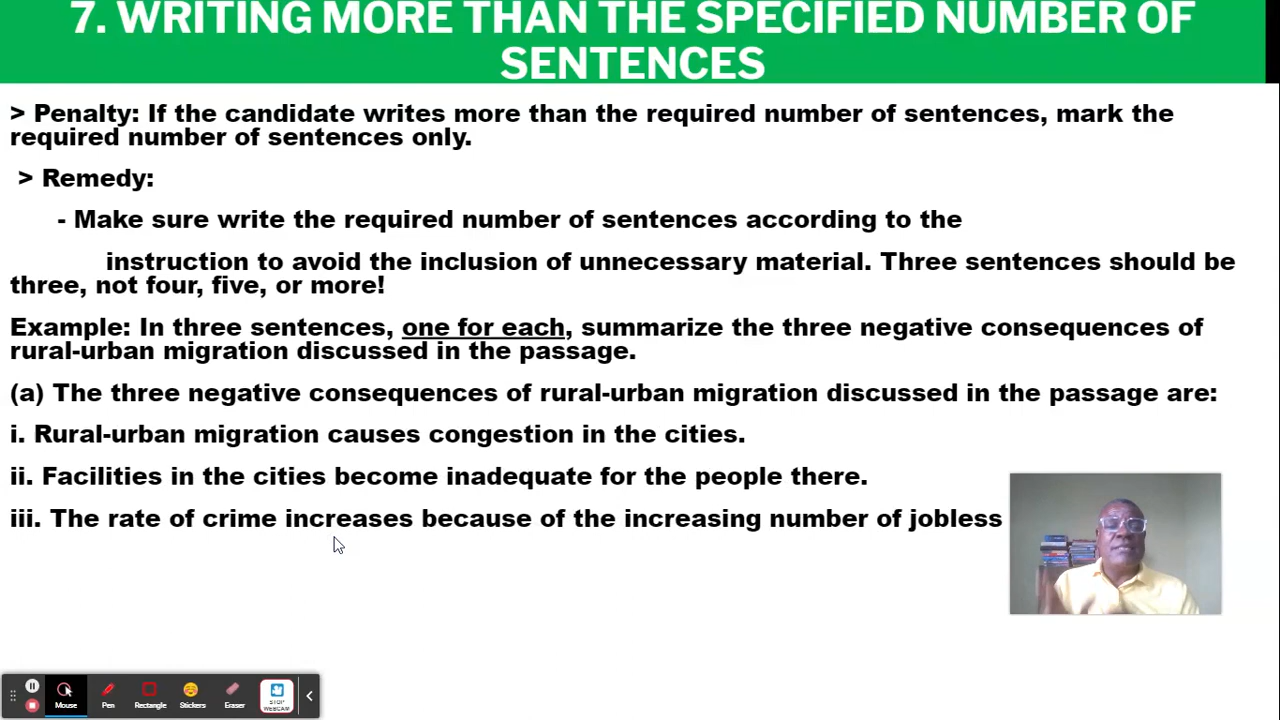 7. WRITING MORE THAN THE SPECIFIED NUMBER OF
SENTENCES
> Penalty: If the candidate writes more than the required number of sentences, mark the
required number of sentences only.
> Remedy:
- Make sure write the required number of sentences according to the
instruction to avoid the inclusion of unnecessary material. Three sentences should be
three, not four, five, or more!
Example: In three sentences, one for each, summarize the three negative consequences of
rural-urban migration discussed in the passage.
(a) The three negative consequences of rural-urban migration discussed in the passage are:
i. Rural-urban migration causes congestion in the cities.
ii. Facilities in the cities become inadequate for the people there.
iii. The rate of crime increases because of the increasing number of jobless
Mouse Pen Rectangle Stickers Eraser STOP WEBCAM